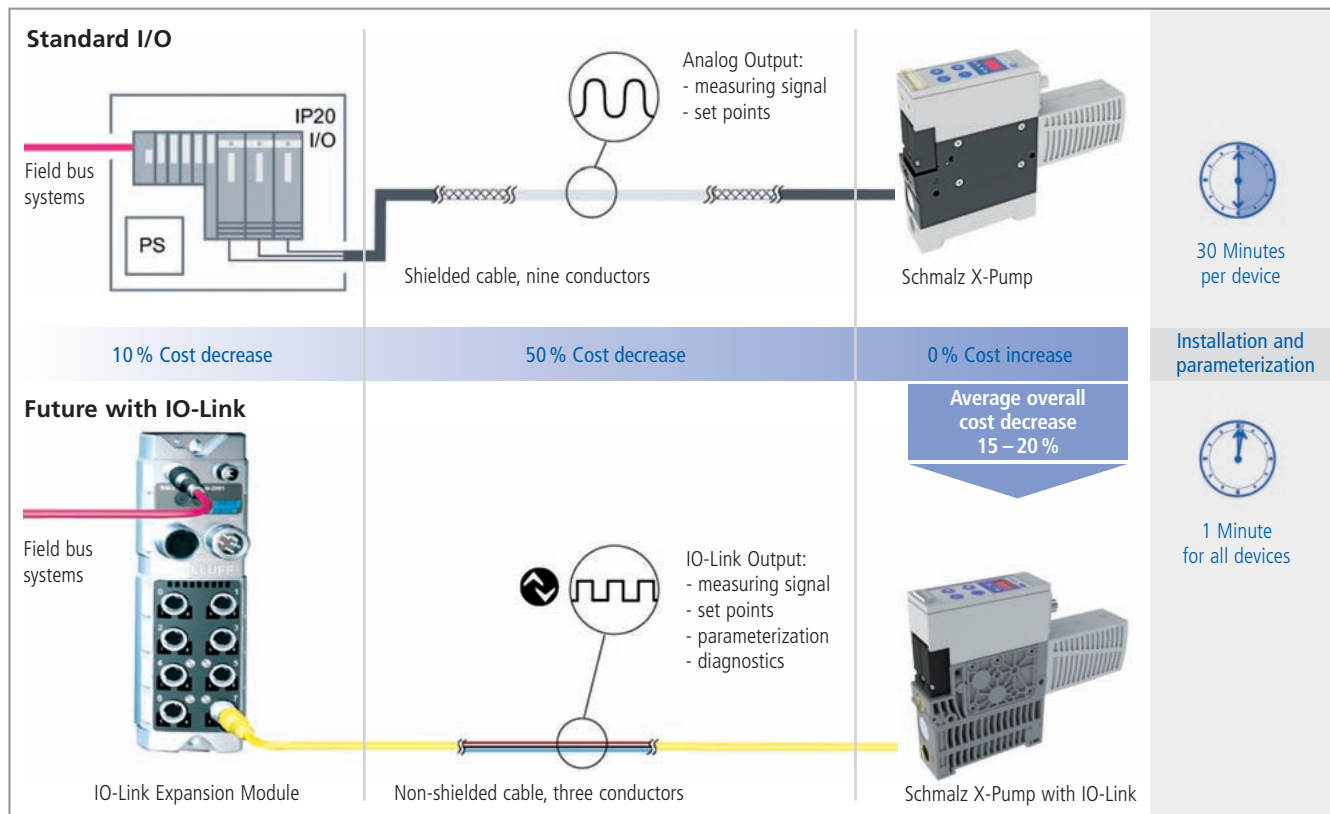 Standard I/O
IP20
I/O
Field bus
systems
PS
Analog Output:
- measuring signal
- set points
Shielded cable, nine conductors
Schmalz X-Pump
30 Minutes
per device
10 % Cost decrease
50 % Cost decrease
0 % Cost increase
Installation and
parameterization
Future with IO-Link
Average overall
cost decrease
15 – 20 %
Field bus
systems
IO-Link Output:
- measuring signal
- set points
- parameterization
- diagnostics
1 Minute
for all devices
IO-Link Expansion Module
Non-shielded cable, three conductors
Schmalz X-Pump with IO-Link